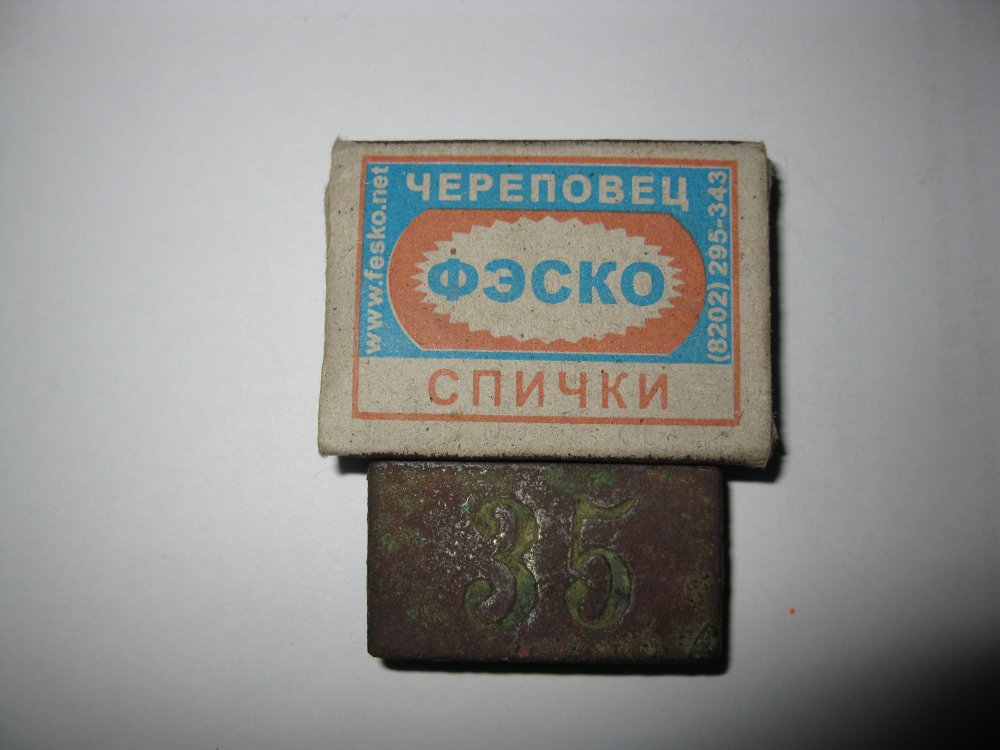 ЧЕРЕПОВЕЦ
www.fesko.net
ФЭСКО
(8202) 295-343
СПИЧКИ
35